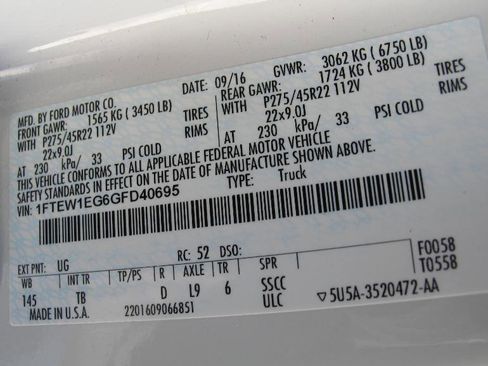 MFD. BY FORD MOTOR CO.
DATE: 09/16 GVWR: 3062 KG ( 6750 LB)
FRONT GAWR: 1565 KG ( 3450 LB) REAR GAWR: 1724 KG ( 3800 LB)
WITH P275/45R22 112V TIRES WITH P275/45R22 112V TIRES
22x9.0J RIMS 22x9.0J RIMS
AT 230 kPa/ 33 PSI COLD AT 230 kPa/ 33 PSI COLD
THIS VEHICLE CONFORMS TO ALL APPLICABLE FEDERAL MOTOR VEHICLE
SAFETY STANDARDS IN EFFECT ON THE DATE OF MANUFACTURE SHOWN ABOVE.
VIN: 1FTEW1EG6GFD40695 TYPE: Truck
EXT PNT: UG RC: 52 DSO: F0058
WB INT TR TP/PS R AXLE TR SPR T0558
145 TB D L9 6 SSCC
MADE IN U.S.A. 2201609066851 ULC ▽5U5A-3520472-AA